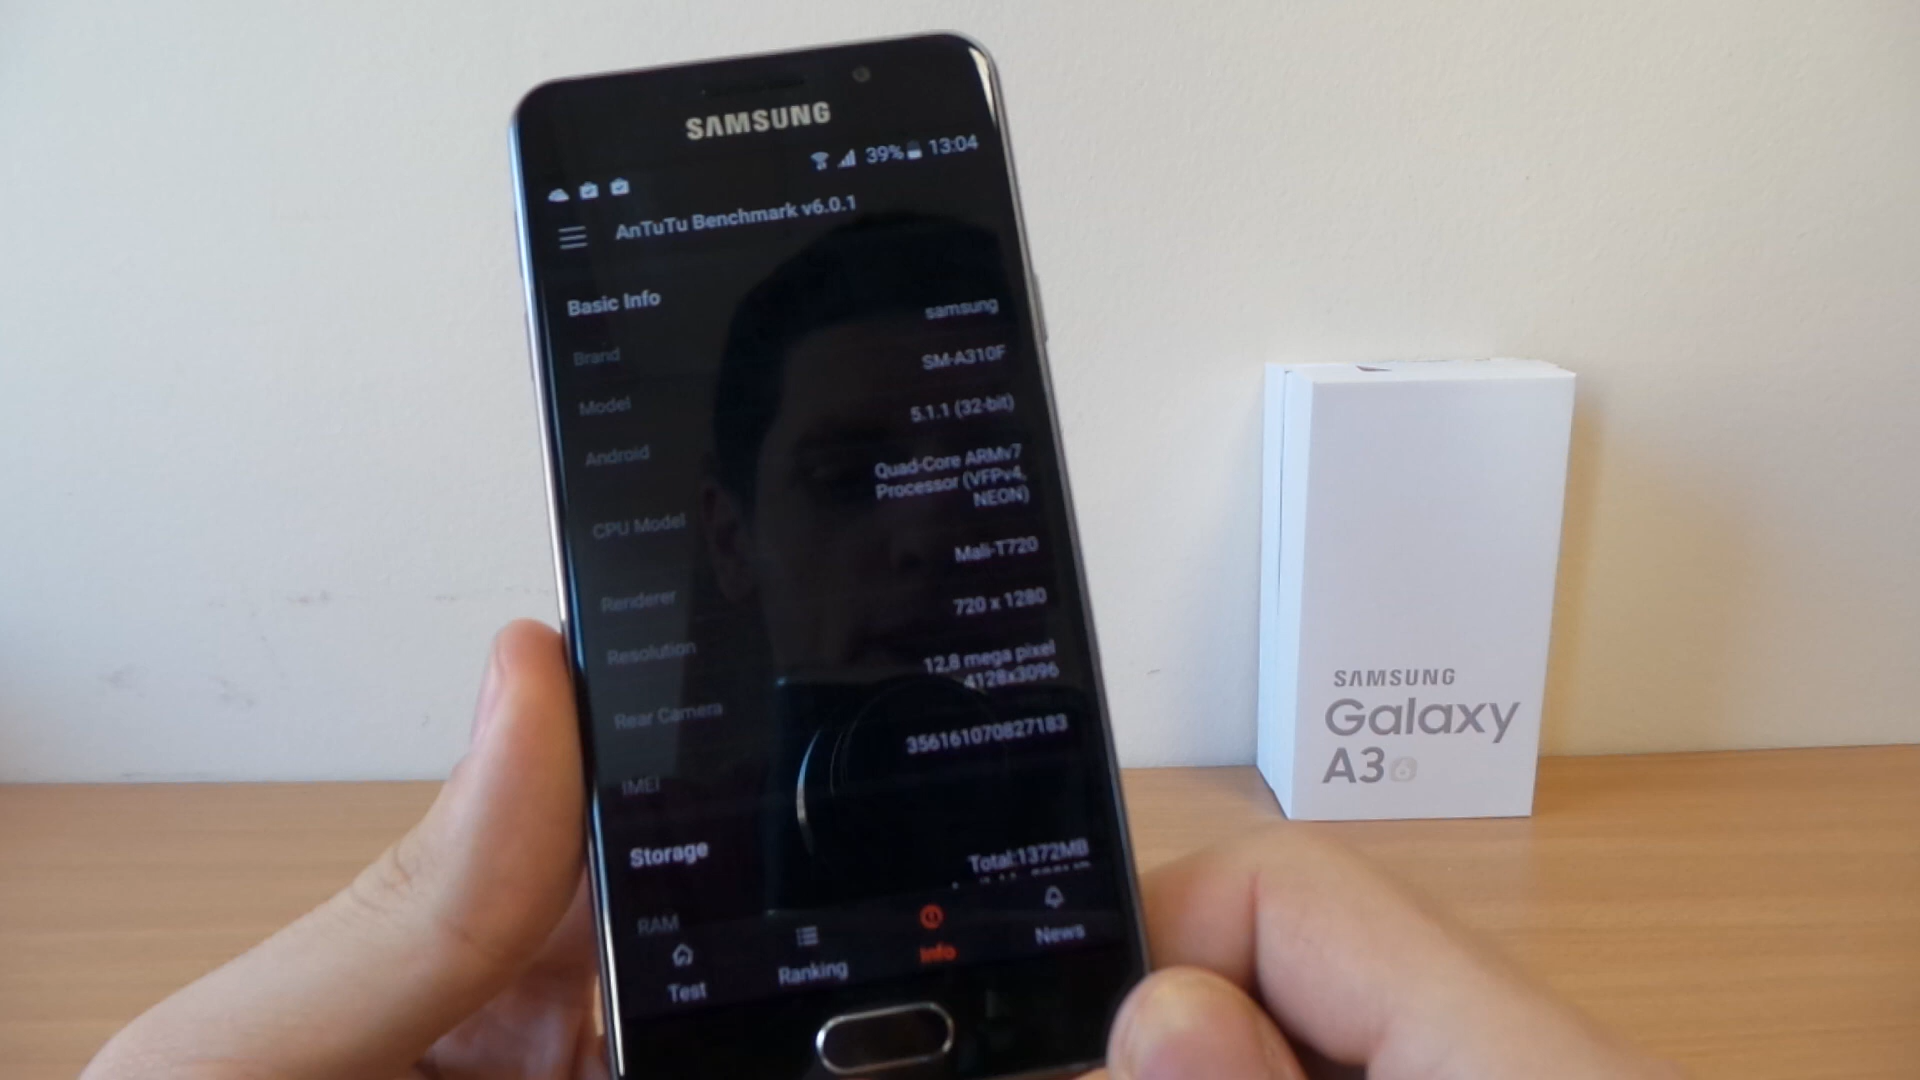 SAMSUNG
39% 13:04
AnTuTu Benchmark v6.0.1
Basic Info
Brand samsung
Model SM-A310F
Android 5.1.1 (32-bit)
CPU Model Quad-Core ARMv7
Processor (VFPv4,
NEON)
Renderer Mali-T720
Resolution 720 x 1280
Rear Camera 12.8 mega pixel
4128x3096
IMEI 356161070827183
Storage
RAM Total:1372MB
Test Ranking Info News
SAMSUNG
Galaxy
A3 6